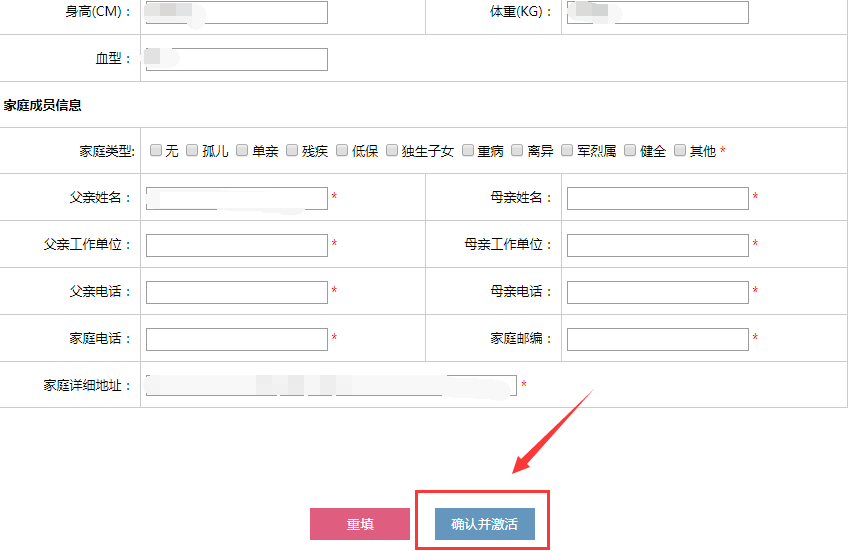 身高(CM)： 体重(KG)：
血型：
家庭成员信息
家庭类型: 无 孤儿 单亲 残疾 低保 独生子女 重病 离异 军烈属 健全 其他 *
父亲姓名： * 母亲姓名： *
父亲工作单位： * 母亲工作单位： *
父亲电话： * 母亲电话： *
家庭电话： * 家庭邮编： *
家庭详细地址： *
重填 确认并激活